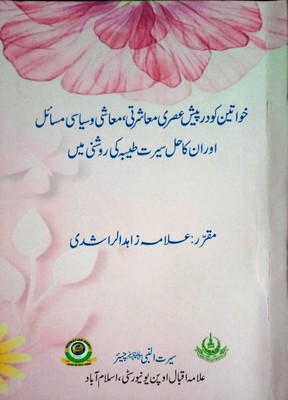 خواتین کو درپیش عصری معاشرتی، معاشی و سیاسی مسائل
اور ان کا حل سیرت طیبہ کی روشنی میں
مقرّر: علامہ زاہد الراشدی
سیرت النبی ﷺ چیئر
علامہ اقبال اوپن یونیورسٹی، اسلام آباد